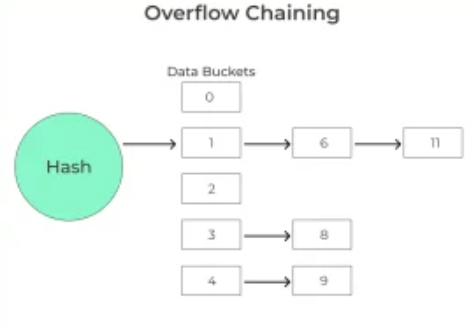 Overflow Chaining
Data Buckets
0
Hash
1 6 11
2
3 8
4 9